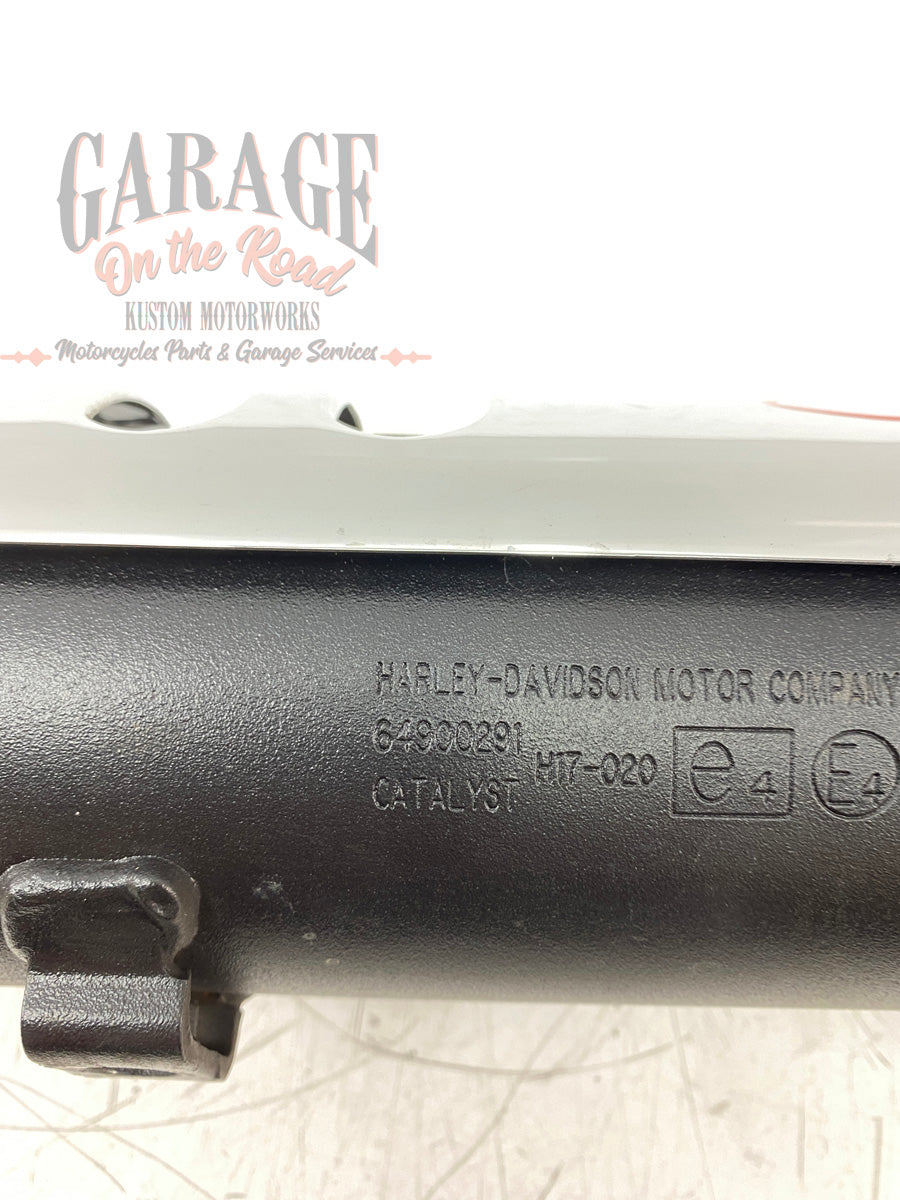 GARAGE
On the Road
KUSTOM MOTORWORKS
Motorcycles Parts & Garage Services
HARLEY-DAVIDSON MOTOR COMPANY
64900291
H17-020
e4
E4
CATALYST